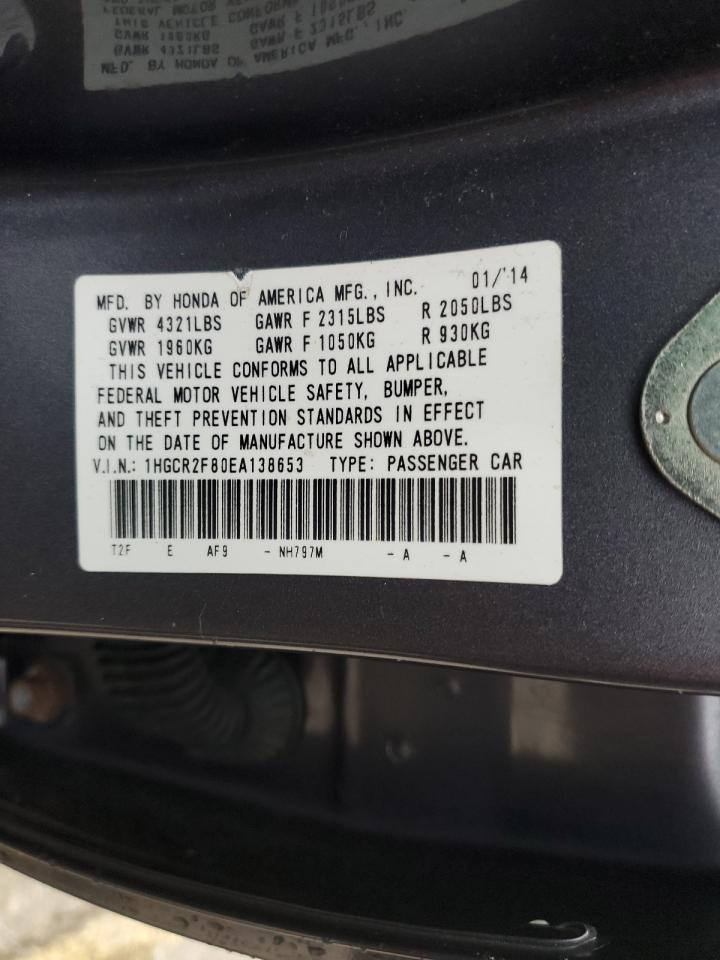 MFD. BY HONDA OF AMERICA MFG., INC. 01/'14
GVWR 4321LBS GAWR F 2315LBS R 2050LBS
GVWR 1960KG GAWR F 1050KG R 930KG
THIS VEHICLE CONFORMS TO ALL APPLICABLE
FEDERAL MOTOR VEHICLE SAFETY, BUMPER,
AND THEFT PREVENTION STANDARDS IN EFFECT
ON THE DATE OF MANUFACTURE SHOWN ABOVE.
V.I.N.: 1HGCR2F80EA138653 TYPE: PASSENGER CAR
T2F E AF9 - NH797M - A - A